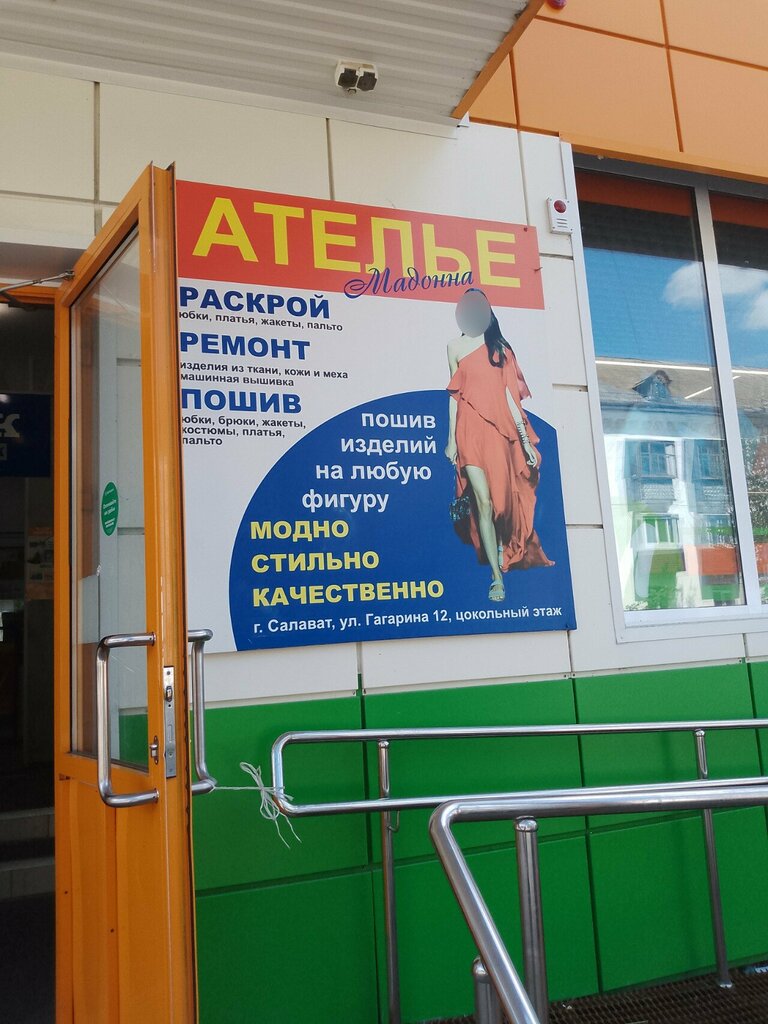 АТЕЛЬЕ
Мадонна
РАСКРОЙ
юбки, платья, жакеты, пальто
РЕМОНТ
изделия из ткани, кожи и меха
машинная вышивка
ПОШИВ
юбки, брюки, жакеты,
костюмы, платья,
пальто
пошив
изделий
на любую
фигуру
МОДНО
СТИЛЬНО
КАЧЕСТВЕННО
г. Салават, ул. Гагарина 12, цокольный этаж